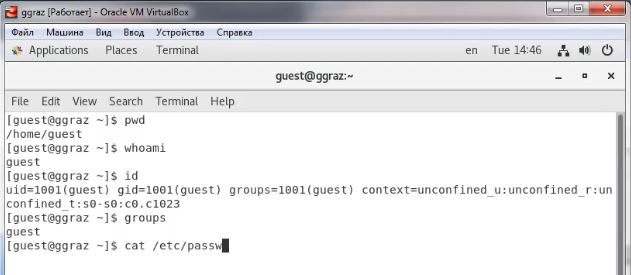 ggraz [Работает] - Oracle VM VirtualBox
Файл Машина Вид Ввод Устройства Справка
Applications Places Terminal en Tue 14:46
guest@ggraz:~
File Edit View Search Terminal Help
[guest@ggraz ~]$ pwd
/home/guest
[guest@ggraz ~]$ whoami
guest
[guest@ggraz ~]$ id
uid=1001(guest) gid=1001(guest) groups=1001(guest) context=unconfined_u:unconfined_r:un
confined_t:s0-s0:c0.c1023
[guest@ggraz ~]$ groups
guest
[guest@ggraz ~]$ cat /etc/passw